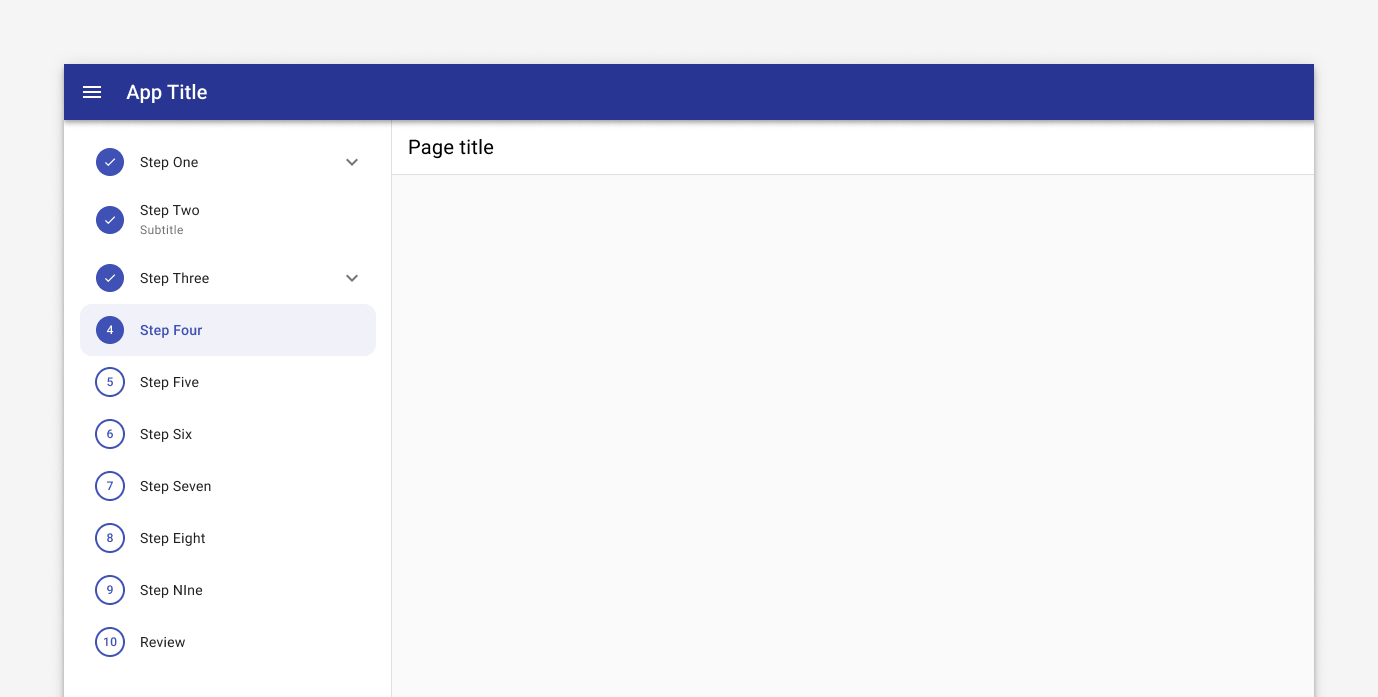 App Title
Page title
Step One
Step Two
Subtitle
Step Three
4 Step Four
5 Step Five
6 Step Six
7 Step Seven
8 Step Eight
9 Step NIne
10 Review